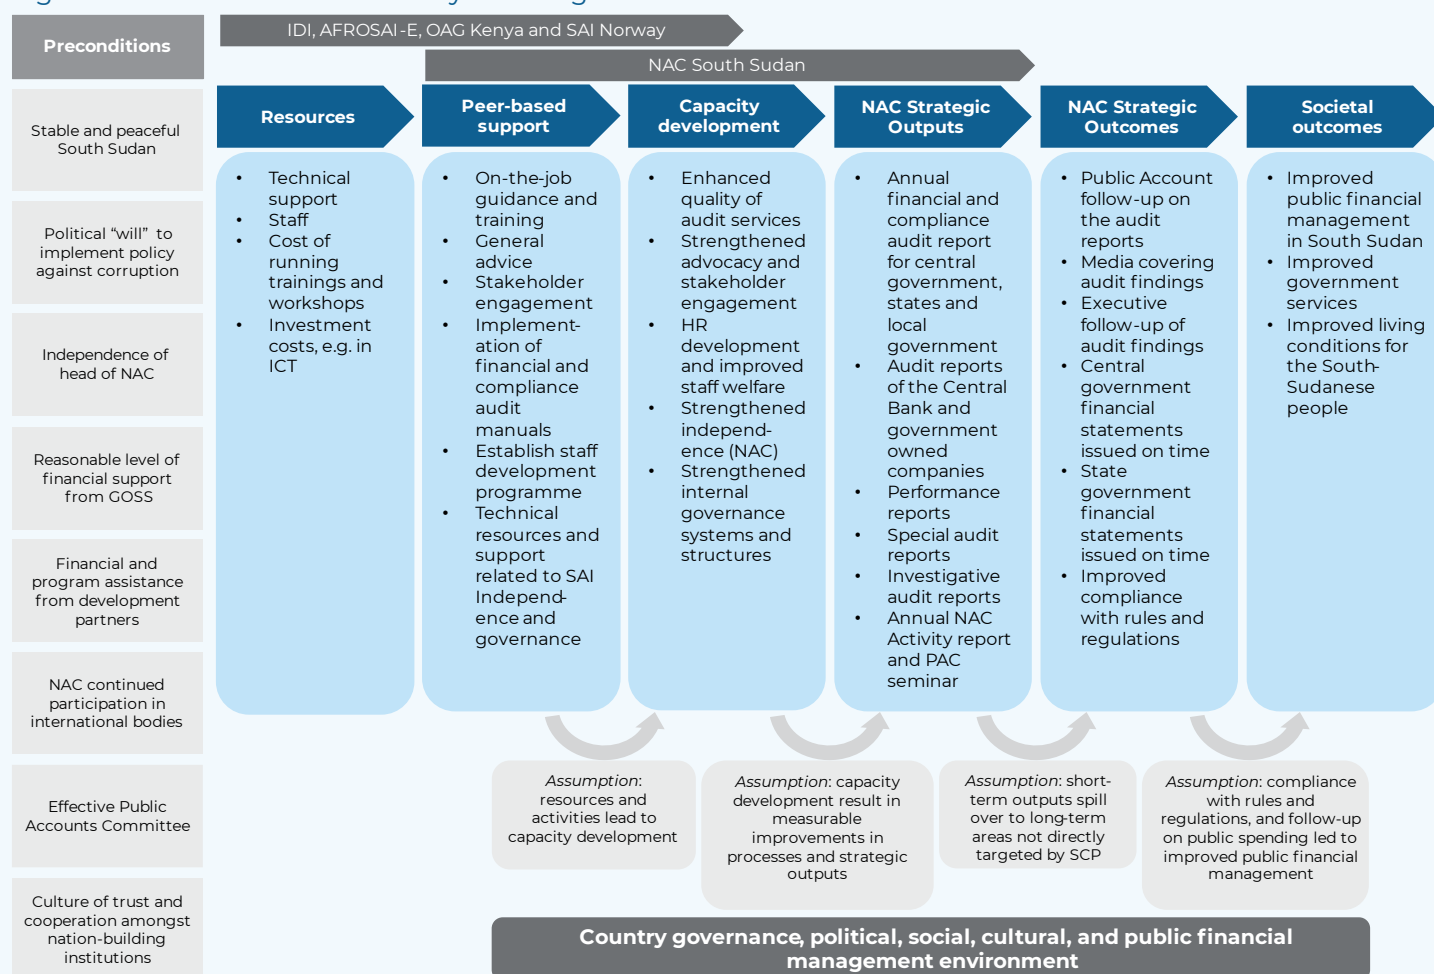 Preconditions
Stable and peaceful
South Sudan
Political “will” to
implement policy
against corruption
Independence of
head of NAC
Reasonable level of
financial support
from GOSS
Financial and
program assistance
from development
partners
NAC continued
participation in
international bodies
Effective Public
Accounts Committee
Culture of trust and
cooperation amongst
nation-building
institutions
IDI, AFROSAI-E, OAG Kenya and SAI Norway
NAC South Sudan
Resources
• Technical
support
• Staff
• Cost of
running
trainings and
workshops
• Investment
costs, e.g. in
ICT
Peer-based
support
• On-the-job
guidance and
training
• General
advice
• Stakeholder
engagement
• Implement-
ation of
financial and
compliance
audit
manuals
• Establish staff
development
programme
• Technical
resources and
support
related to SAI
Independ-
ence and
governance
Capacity
development
• Enhanced
quality of
audit services
• Strengthened
advocacy and
stakeholder
engagement
• HR
development
and improved
staff welfare
• Strengthened
independ-
ence (NAC)
• Strengthened
internal
governance
systems and
structures
NAC Strategic
Outputs
• Annual
financial and
compliance
audit report
for central
government,
states and
local
government
• Audit reports
of the Central
Bank and
government
owned
companies
• Performance
reports
• Special audit
reports
• Investigative
audit reports
• Annual NAC
Activity report
and PAC
seminar
NAC Strategic
Outcomes
• Public Account
follow-up on
the audit
reports
• Media covering
audit findings
• Executive
follow-up of
audit findings
• Central
government
financial
statements
issued on time
• State
government
financial
statements
issued on time
• Improved
compliance
with rules and
regulations
Societal
outcomes
• Improved
public financial
management
in South Sudan
• Improved
government
services
• Improved living
conditions for
the South-
Sudanese
people
Assumption:
resources and
activities lead to
capacity development
Assumption: capacity
development result in
measurable
improvements in
processes and strategic
outputs
Assumption: short-
term outputs spill
over to long-term
areas not directly
targeted by SCP
Assumption: compliance
with rules and
regulations, and follow-up
on public spending led to
improved public financial
management
Country governance, political, social, cultural, and public financial
management environment